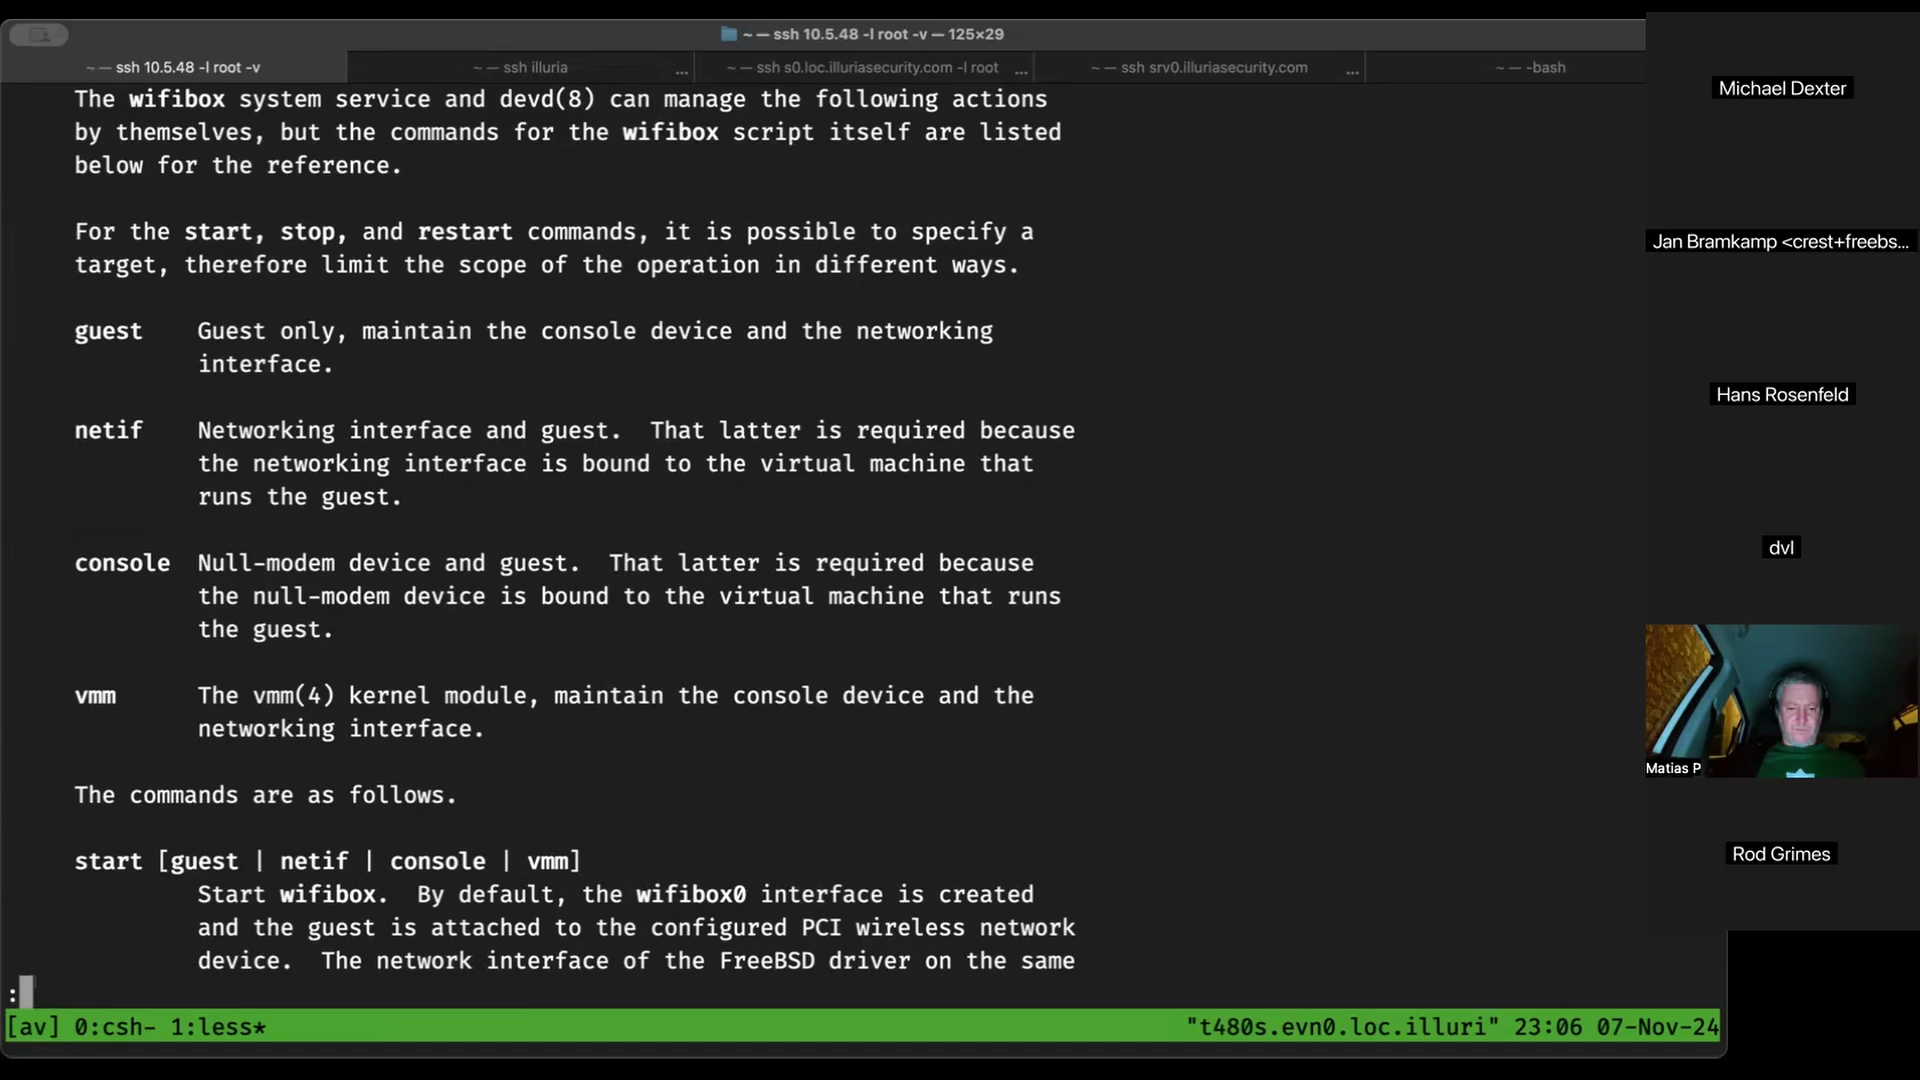 ~ — ssh 10.5.48 -l root -v — 125×29
~ — ssh 10.5.48 -l root -v
~ — ssh illuria
...
~ — ssh s0.loc.illuriasecurity.com -l root
...
~ — ssh srv0.illuriasecurity.com
...
~ — -bash
The wifibox system service and devd(8) can manage the following actions
by themselves, but the commands for the wifibox script itself are listed
below for the reference.
For the start, stop, and restart commands, it is possible to specify a
target, therefore limit the scope of the operation in different ways.
guest Guest only, maintain the console device and the networking
interface.
netif Networking interface and guest. That latter is required because
the networking interface is bound to the virtual machine that
runs the guest.
console Null-modem device and guest. That latter is required because
the null-modem device is bound to the virtual machine that runs
the guest.
vmm The vmm(4) kernel module, maintain the console device and the
networking interface.
The commands are as follows.
start [guest | netif | console | vmm]
Start wifibox. By default, the wifibox0 interface is created
and the guest is attached to the configured PCI wireless network
device. The network interface of the FreeBSD driver on the same
:
[av] 0:csh- 1:less* "t480s.evn0.loc.illuri" 23:06 07-Nov-24
Michael Dexter
Jan Bramkamp <crest+freebs...
Hans Rosenfeld
dvl
Matias P
Rod Grimes